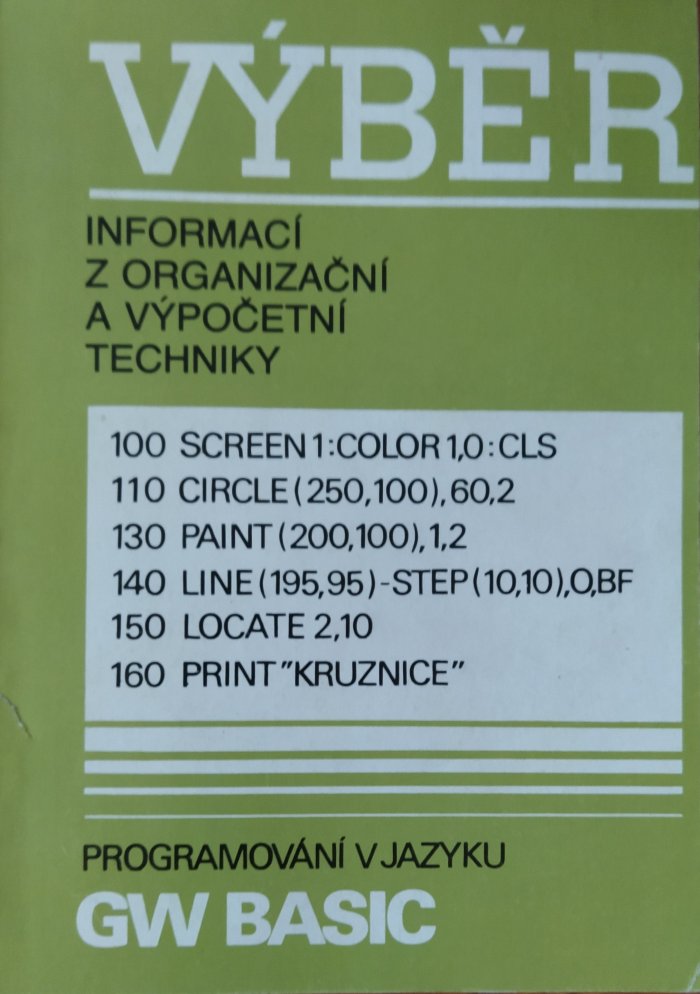 VÝBĚR
INFORMACÍ
Z ORGANIZAČNÍ
A VÝPOČETNÍ
TECHNIKY
100 SCREEN 1:COLOR 1,0:CLS
110 CIRCLE(250,100),60,2
130 PAINT(200,100),1,2
140 LINE(195,95)-STEP(10,10),0,BF
150 LOCATE 2,10
160 PRINT"KRUZNICE"
PROGRAMOVÁNÍ V JAZYKU
GW BASIC